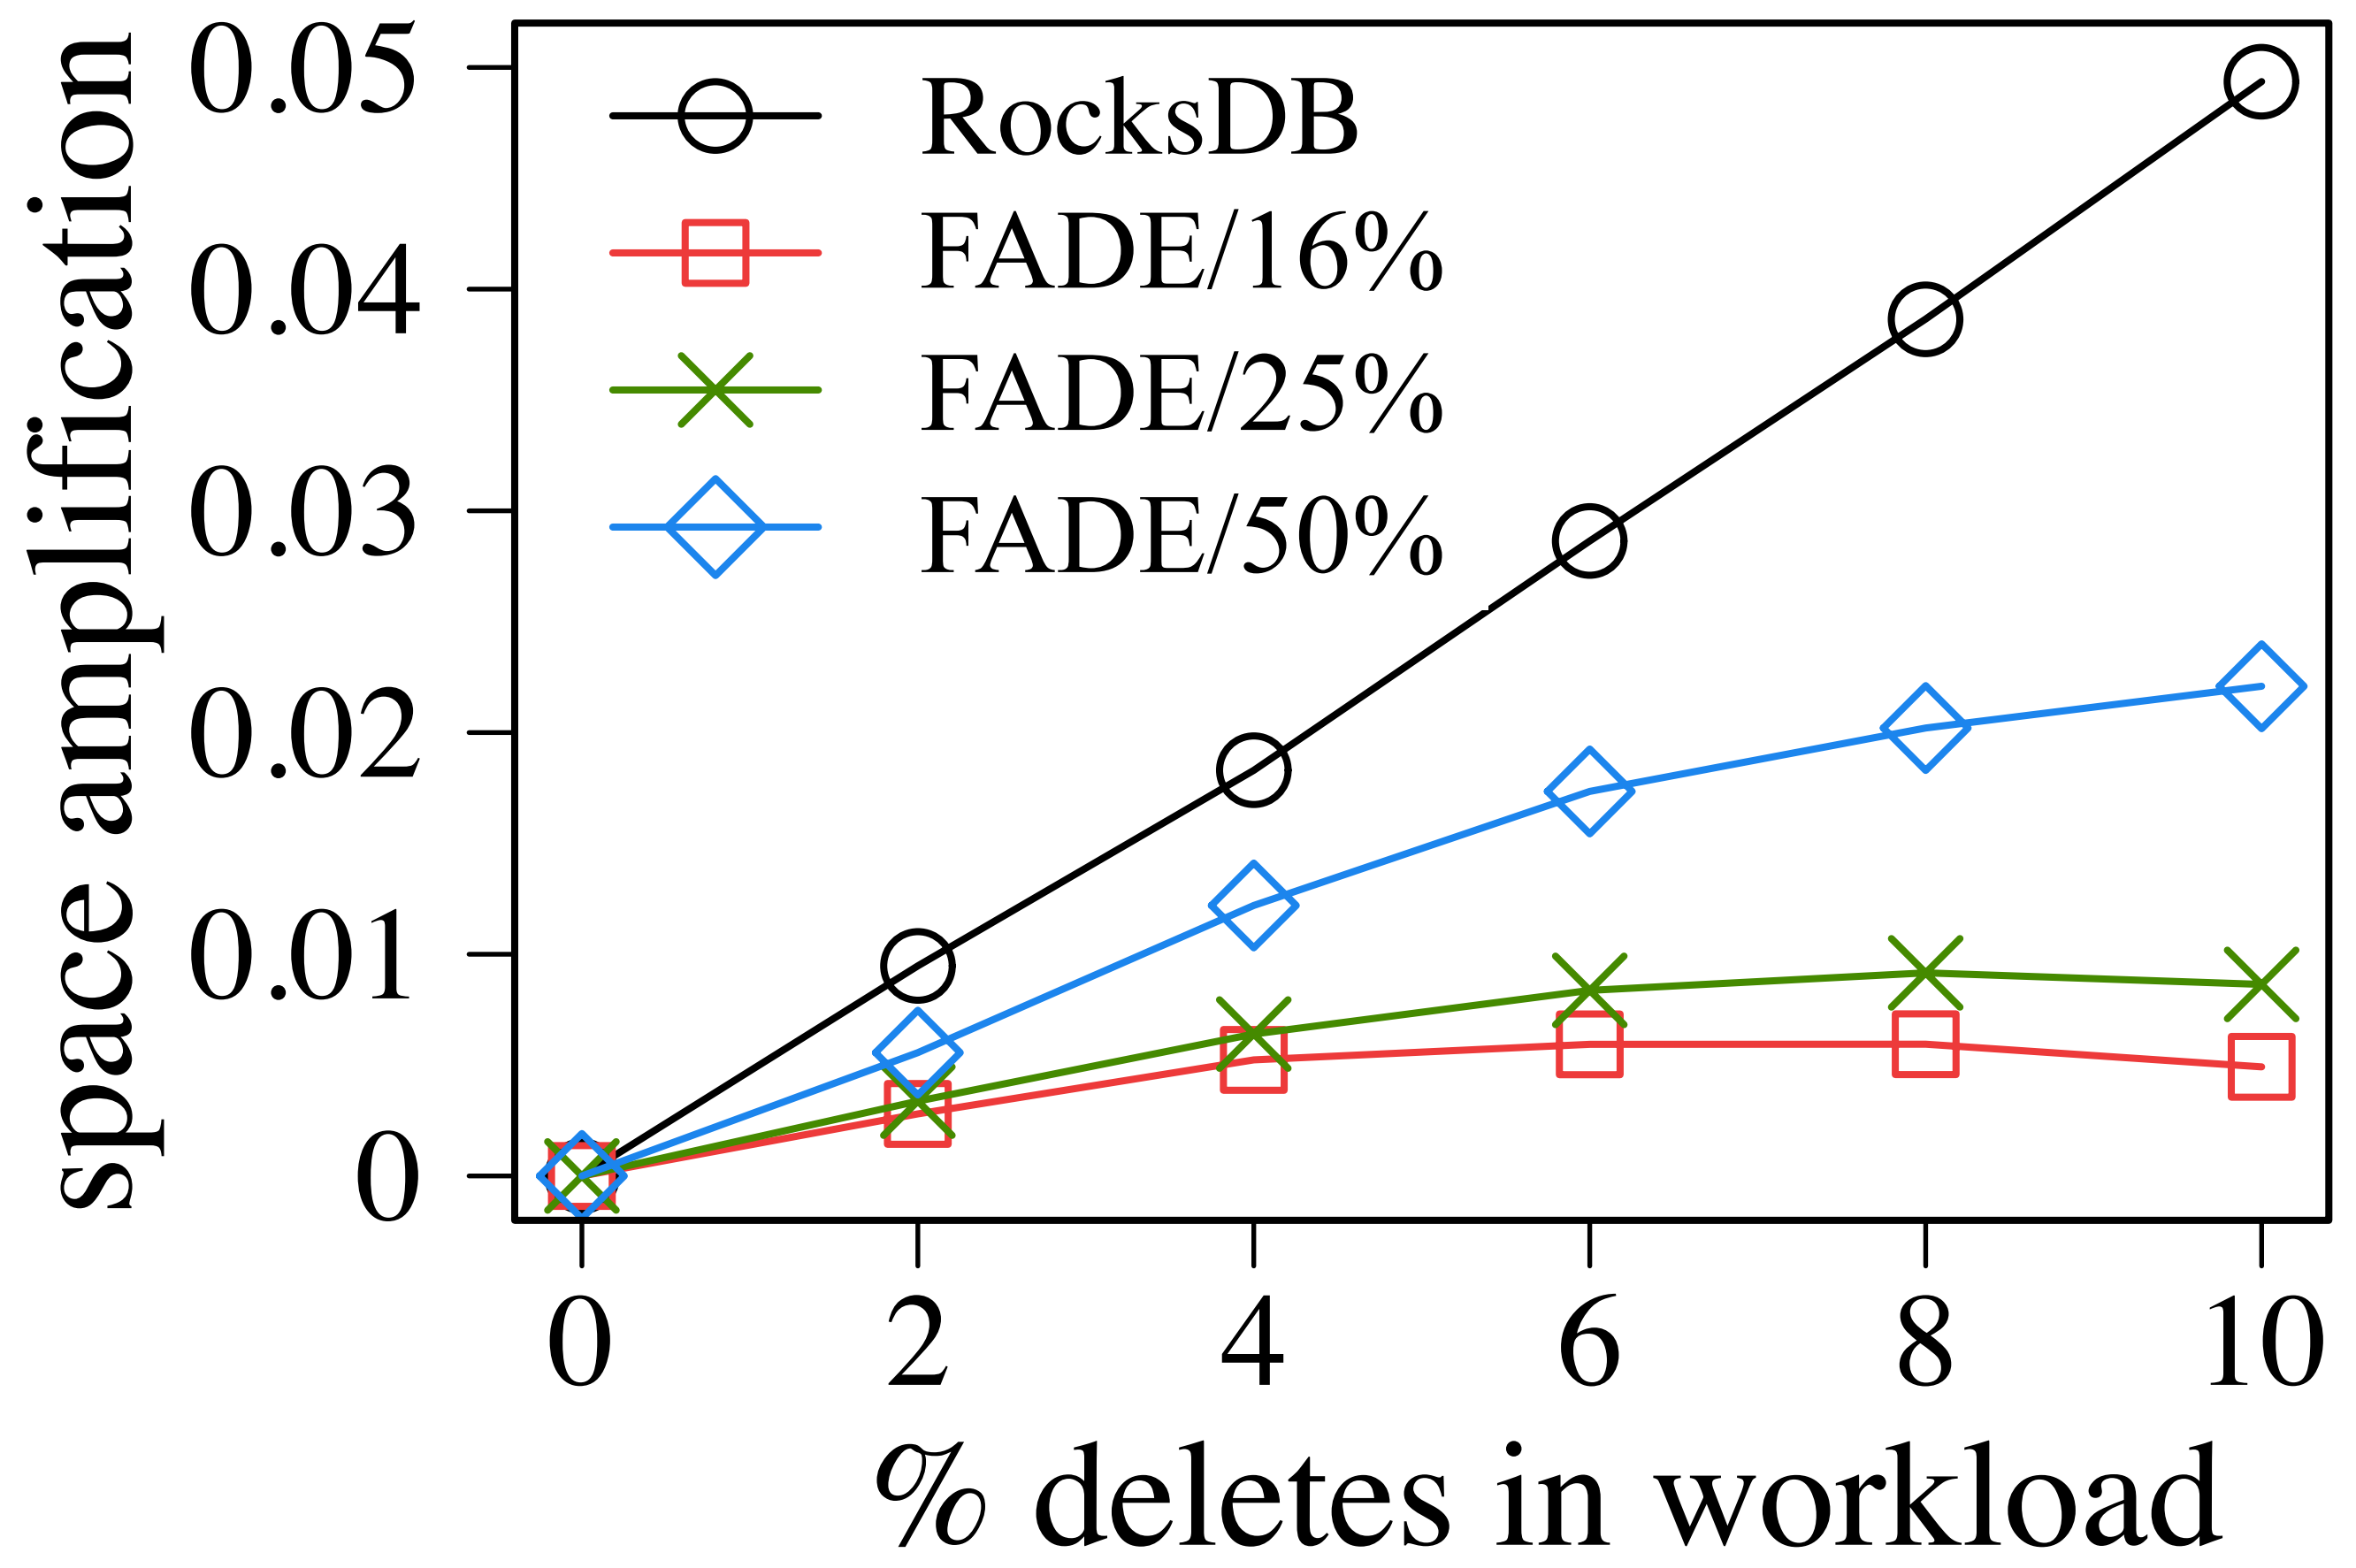 space amplification
0.05
0.04
0.03
0.02
0.01
0
RocksDB
FADE/16%
FADE/25%
FADE/50%
0 2 4 6 8 10
% deletes in workload